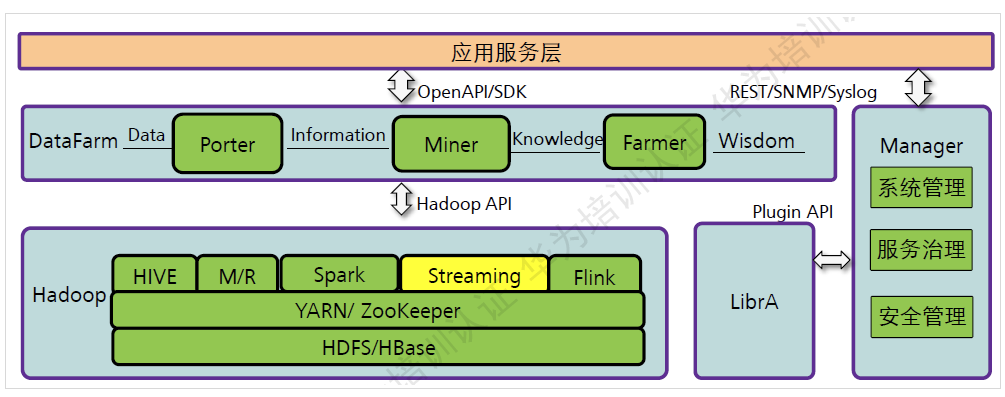 应用服务层
OpenAPI/SDK
REST/SNMP/Syslog
DataFarm Data Porter Information Miner Knowledge Farmer Wisdom
Manager
系统管理
服务治理
安全管理
Hadoop API
Plugin API
Hadoop
HIVE M/R Spark Streaming Flink
YARN/ ZooKeeper
HDFS/HBase
LibrA
华为培训认证 华为培训认证 华为培训认证